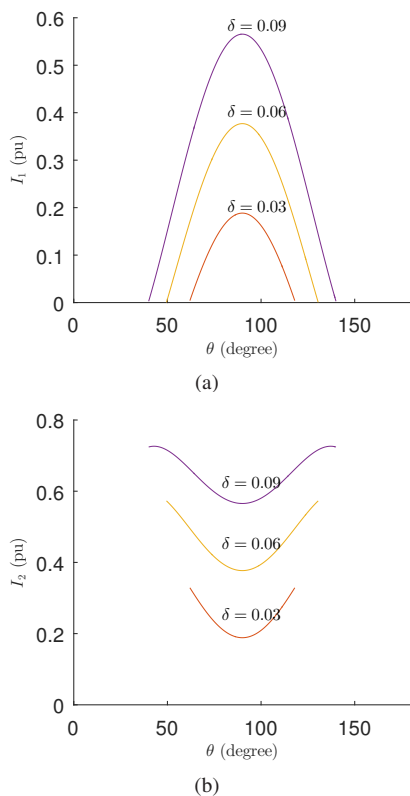 0.6
δ = 0.09
0.5
0.4
δ = 0.06
I₁ (pu)
0.3
0.2
δ = 0.03
0.1
0
0 50 100 150
θ (degree)
(a)
0.8
0.6
δ = 0.09
I₂ (pu)
0.4
δ = 0.06
0.2
δ = 0.03
0
0 50 100 150
θ (degree)
(b)